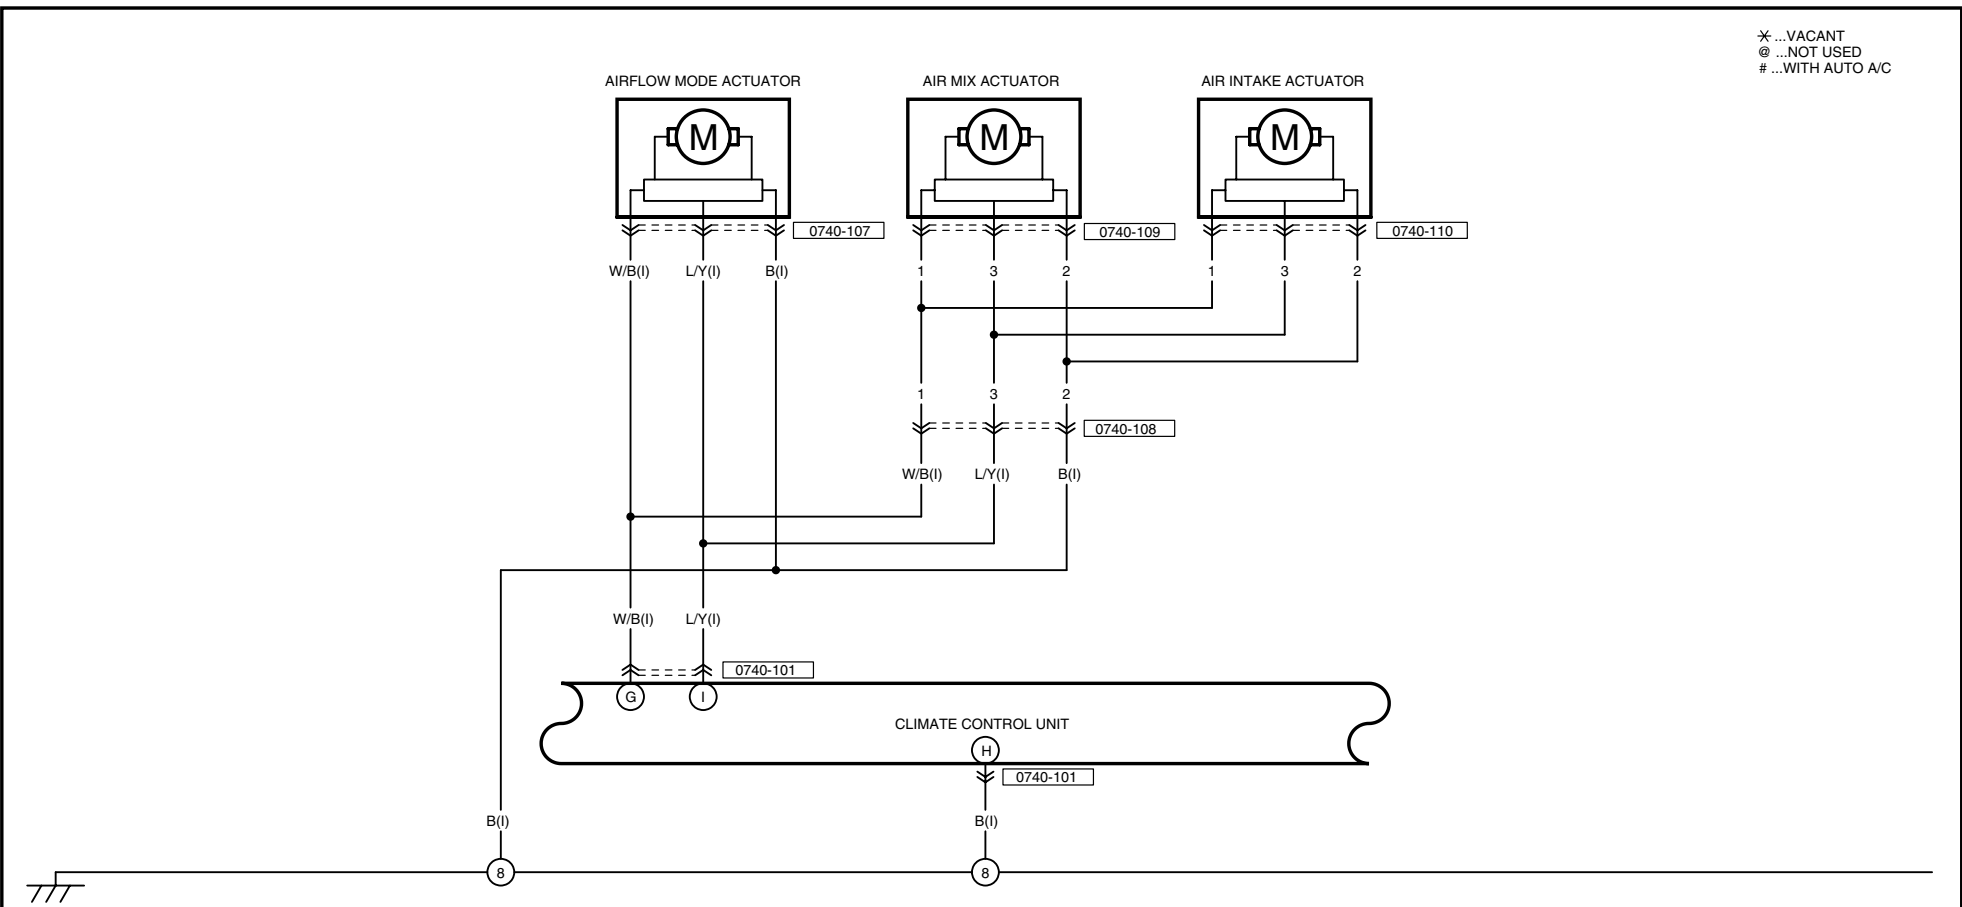 ✳ ...VACANT
@ ...NOT USED
# ...WITH AUTO A/C
AIRFLOW MODE ACTUATOR AIR MIX ACTUATOR AIR INTAKE ACTUATOR
M M M
0740-107 0740-109 0740-110
W/B(I) L/Y(I) B(I) 1 3 2 1 3 2
1 3 2
0740-108
W/B(I) L/Y(I) B(I)
W/B(I) L/Y(I)
0740-101
G I
CLIMATE CONTROL UNIT
H
0740-101
B(I) B(I)
8 8